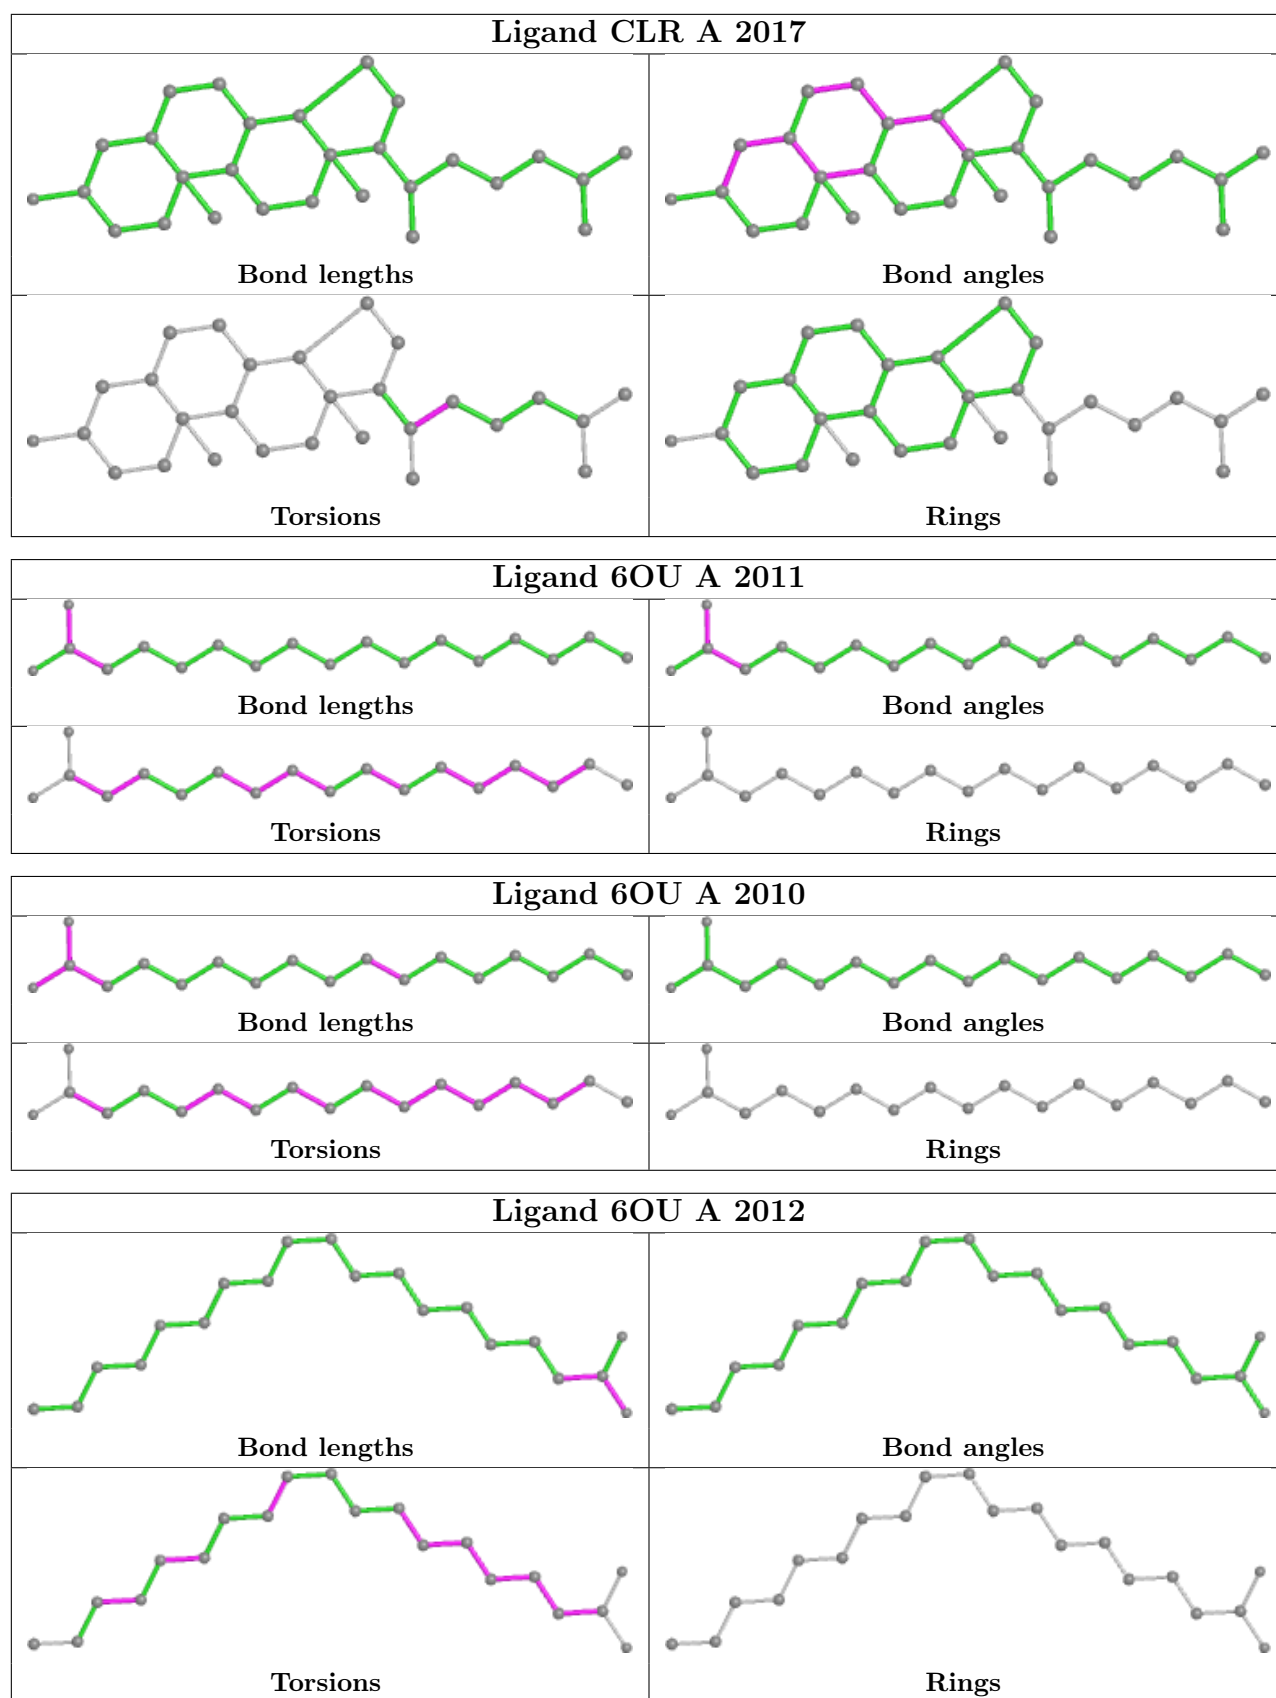 Ligand CLR A 2017
Bond lengths
Bond angles
Torsions
Rings
Ligand 6OU A 2011
Bond lengths
Bond angles
Torsions
Rings
Ligand 6OU A 2010
Bond lengths
Bond angles
Torsions
Rings
Ligand 6OU A 2012
Bond lengths
Bond angles
Torsions
Rings